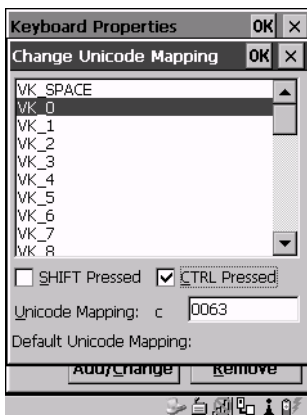 Keyboard Properties OK ×
Change Unicode Mapping OK ×
VK_SPACE
VK_0
VK_1
VK_2
VK_3
VK_4
VK_5
VK_6
VK_7
VK_8
SHIFT Pressed CTRL Pressed
Unicode Mapping: c 0063
Default Unicode Mapping:
Add/Change Remove